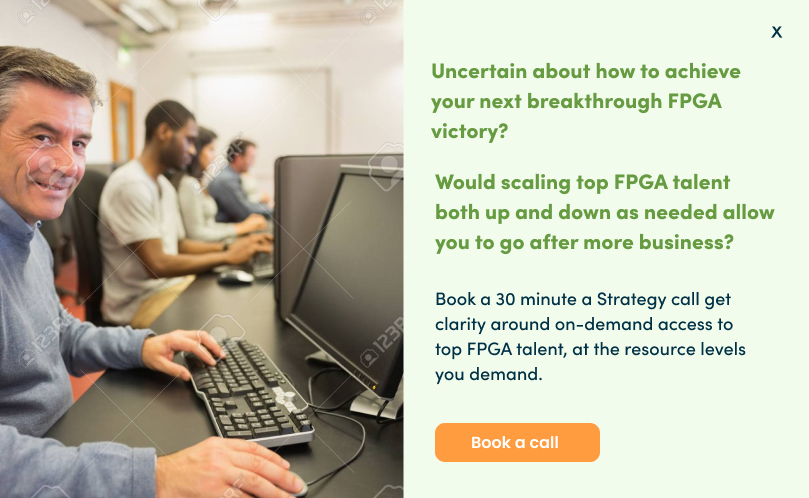 x
Uncertain about how to achieve
your next breakthrough FPGA
victory?
Would scaling top FPGA talent
both up and down as needed allow
you to go after more business?
Book a 30 minute a Strategy call get
clarity around on-demand access to
top FPGA talent, at the resource levels
you demand.
Book a call